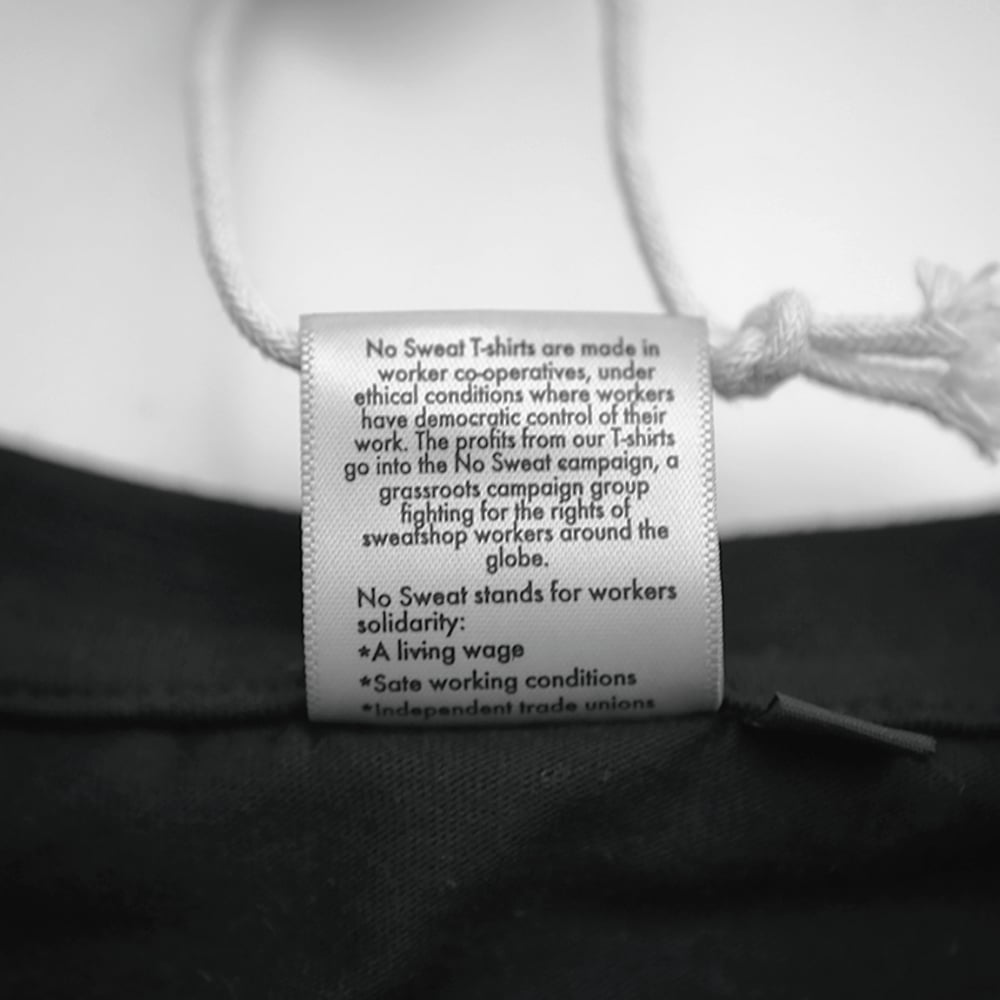 No Sweat T-shirts are made in
worker co-operatives, under
ethical conditions where workers
have democratic control of their
work. The profits from our T-shirts
go into the No Sweat campaign, a
grassroots campaign group
fighting for the rights of
sweatshop workers around the
globe.
No Sweat stands for workers
solidarity:
*A living wage
*Safe working conditions
*Independent trade unions